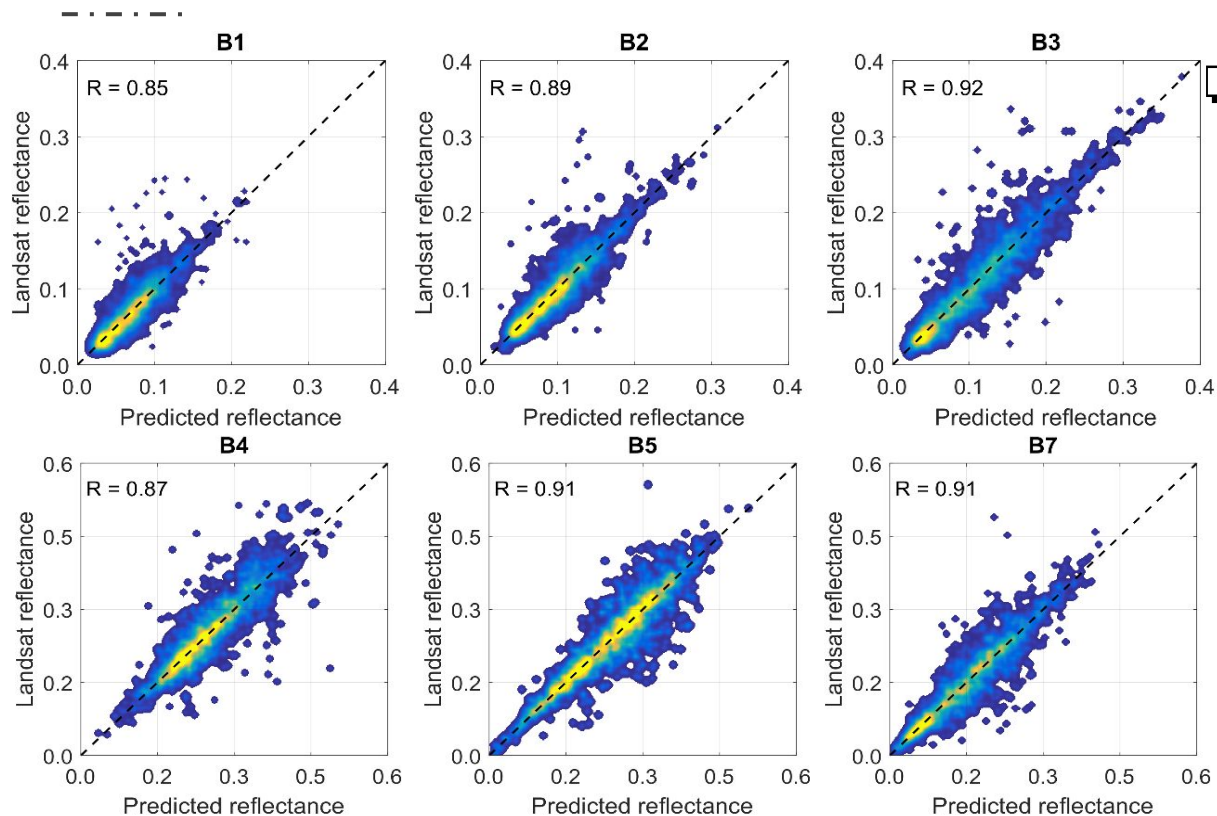 B1 B2 B3
0.4 0.4 0.4
R = 0.85 R = 0.89 R = 0.92
0.3 0.3 0.3
Landsat reflectance Landsat reflectance Landsat reflectance
0.2 0.2 0.2
0.1 0.1 0.1
0.0 0.0 0.0
0.0 0.1 0.2 0.3 0.4 0.0 0.1 0.2 0.3 0.4 0.0 0.1 0.2 0.3 0.4
Predicted reflectance Predicted reflectance Predicted reflectance
B4 B5 B7
0.6 0.6 0.6
R = 0.87 R = 0.91 R = 0.91
0.5 0.5 0.5
Landsat reflectance Landsat reflectance Landsat reflectance
0.3 0.3 0.3
0.2 0.2 0.2
0.0 0.0 0.0
0.0 0.2 0.3 0.5 0.6 0.0 0.2 0.3 0.5 0.6 0.0 0.2 0.3 0.5 0.6
Predicted reflectance Predicted reflectance Predicted reflectance